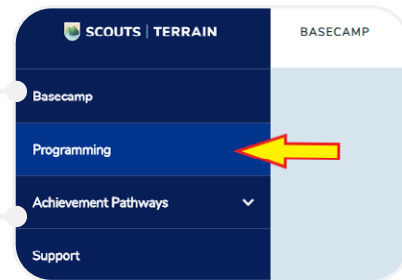 SCOUTS | TERRAIN
BASECAMP
Basecamp
Programming
Achievement Pathways
Support